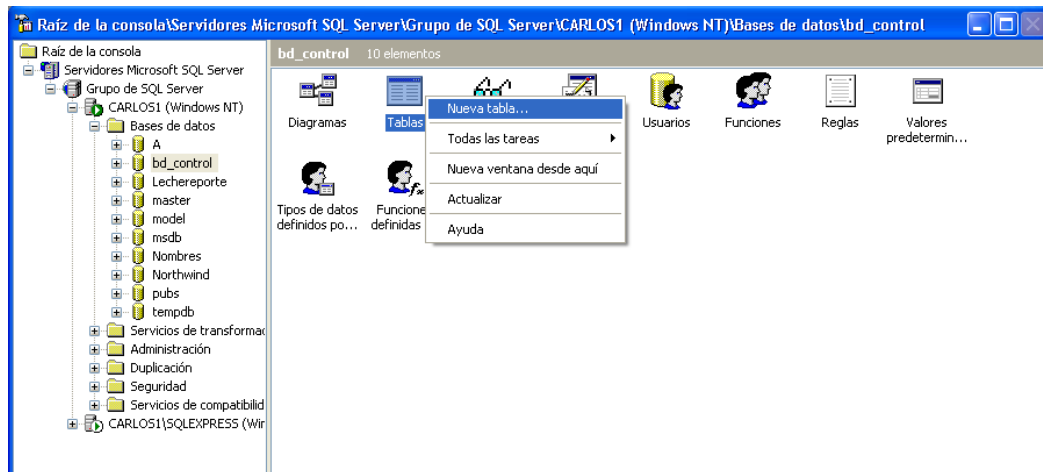 Raíz de la consola\Servidores Microsoft SQL Server\Grupo de SQL Server\CARLOS1 (Windows NT)\Bases de datos\bd_control
Raíz de la consola
Servidores Microsoft SQL Server
Grupo de SQL Server
CARLOS1 (Windows NT)
Bases de datos
A
bd_control
Lechereporte
master
model
msdb
Nombres
Northwind
pubs
tempdb
Servicios de transformac
Administración
Duplicación
Seguridad
Servicios de compatibilid
CARLOS1\SQLEXPRESS (Wir
bd_control 10 elementos
Diagramas
Tablas
Usuarios
Funciones
Reglas
Valores
predetermin...
Tipos de datos
definidos po...
Funcione
definidas
Nueva tabla...
Todas las tareas
Nueva ventana desde aquí
Actualizar
Ayuda